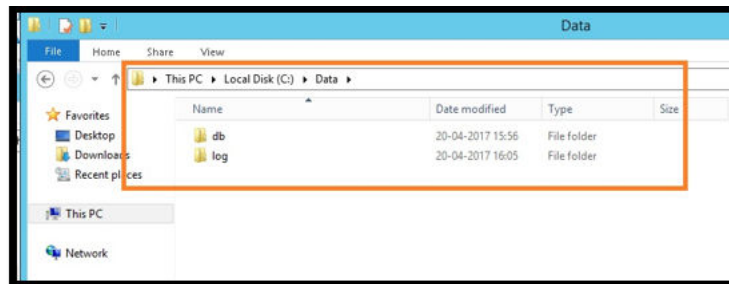 Data
File Home Share View
This PC Local Disk (C:) Data
Name Date modified Type Size
Favorites
Desktop
Downloads
Recent places
This PC
Network
db 20-04-2017 15:56 File folder
log 20-04-2017 16:05 File folder